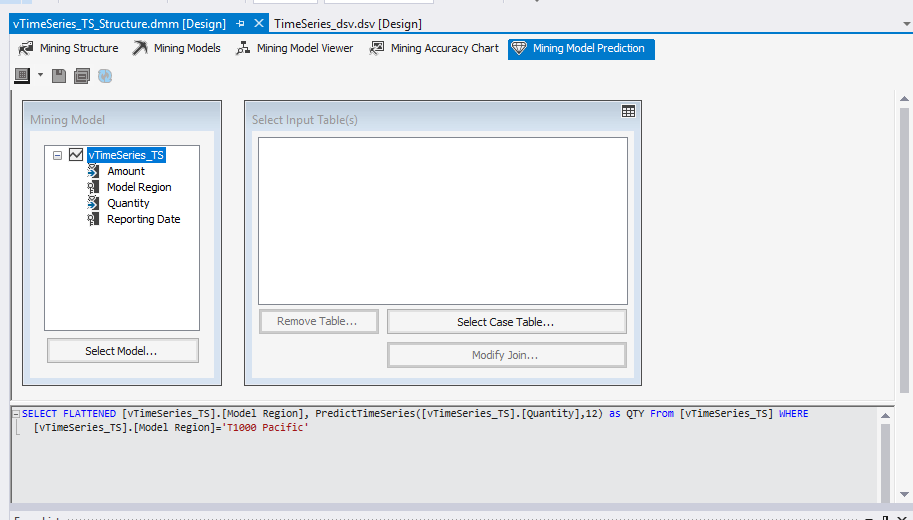 vTimeSeries_TS_Structure.dmm [Design] TimeSeries_dsv.dsv [Design]
Mining Structure Mining Models Mining Model Viewer Mining Accuracy Chart Mining Model Prediction
Mining Model
vTimeSeries_TS
Amount
Model Region
Quantity
Reporting Date
Select Model...
Select Input Table(s)
Remove Table... Select Case Table...
Modify Join...
SELECT FLATTENED [vTimeSeries_TS].[Model Region], PredictTimeSeries([vTimeSeries_TS].[Quantity],12) as QTY From [vTimeSeries_TS] WHERE
[vTimeSeries_TS].[Model Region]='T1000 Pacific'